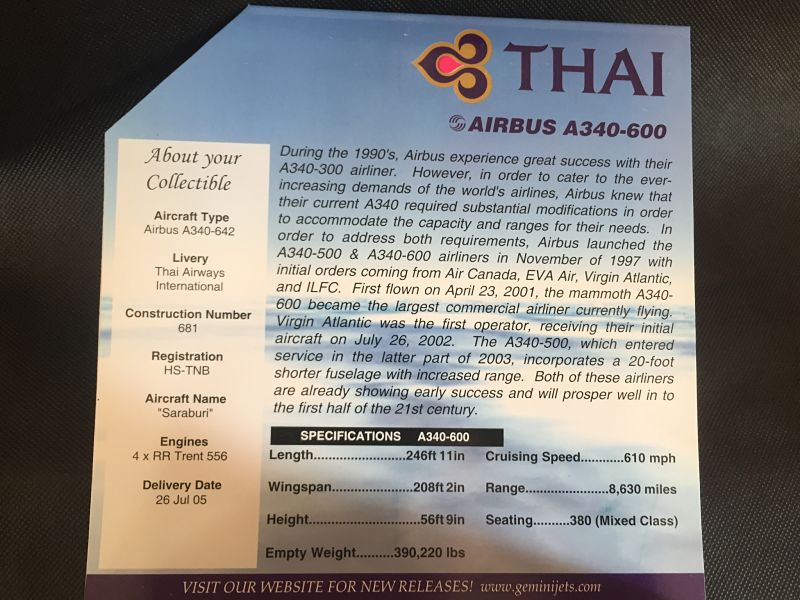 THAI
AIRBUS A340-600
About your
Collectible
Aircraft Type
Airbus A340-642
Livery
Thai Airways
International
Construction Number
681
Registration
HS-TNB
Aircraft Name
"Saraburi"
Engines
4 x RR Trent 556
Delivery Date
26 Jul 05
During the 1990's, Airbus experience great success with their
A340-300 airliner. However, in order to cater to the ever-
increasing demands of the world's airlines, Airbus knew that
their current A340 required substantial modifications in order
to accommodate the capacity and ranges for their needs. In
order to address both requirements, Airbus launched the
A340-500 & A340-600 airliners in November of 1997 with
initial orders coming from Air Canada, EVA Air, Virgin Atlantic,
and ILFC. First flown on April 23, 2001, the mammoth A340-
600 became the largest commercial airliner currently flying.
Virgin Atlantic was the first operator, receiving their initial
aircraft on July 26, 2002. The A340-500, which entered
service in the latter part of 2003, incorporates a 20-foot
shorter fuselage with increased range. Both of these airliners
are already showing early success and will prosper well in to
the first half of the 21st century.
SPECIFICATIONS A340-600
Length.......................246ft 11in Cruising Speed............610 mph
Wingspan....................208ft 2in Range.......................8,630 miles
Height...........................56ft 9in Seating..........380 (Mixed Class)
Empty Weight..........390,220 lbs
VISIT OUR WEBSITE FOR NEW RELEASES! www.geminijets.com